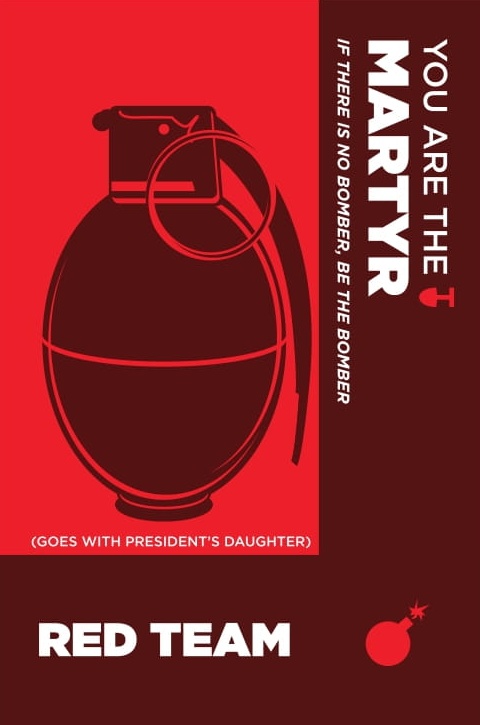 YOU ARE THE
MARTYR
IF THERE IS NO BOMBER, BE THE BOMBER
(GOES WITH PRESIDENT'S DAUGHTER)
RED TEAM